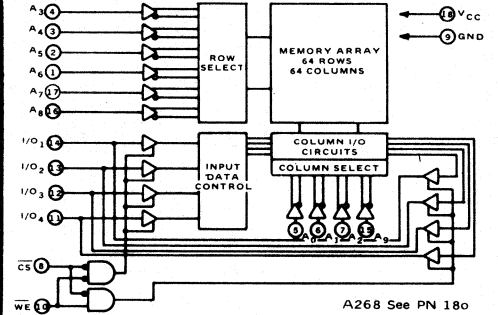 A3 4
A4 3
A5 2
A6 1
A7 17
A8 16
ROW SELECT
MEMORY ARRAY
64 ROWS
64 COLUMNS
18 VCC
9 GND
I/O1 14
I/O2 13
I/O3 12
I/O4 11
INPUT DATA CONTROL
COLUMN I/O CIRCUITS
COLUMN SELECT
5 6 7 15
A0 A1 A2 A9
CS 8
WE 10
A268 See PN 18o